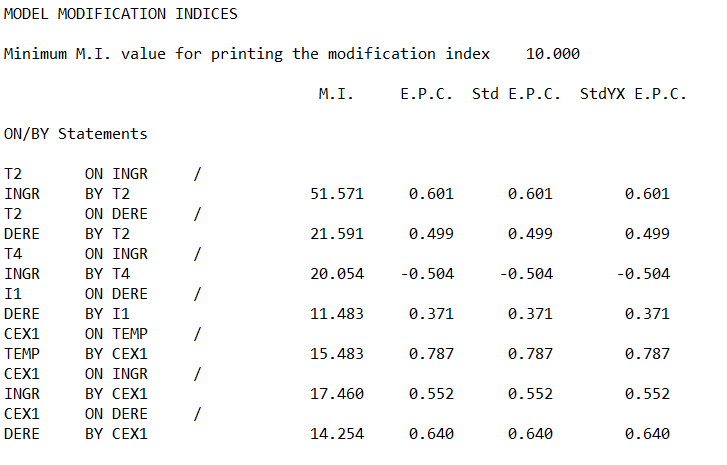 MODEL MODIFICATION INDICES
Minimum M.I. value for printing the modification index    10.000
M.I.     E.P.C.  Std E.P.C.  StdYX E.P.C.
ON/BY Statements
T2       ON INGR     /
INGR     BY T2                    51.571     0.601      0.601        0.601
T2       ON DERE     /
DERE     BY T2                    21.591     0.499      0.499        0.499
T4       ON INGR     /
INGR     BY T4                    20.054    -0.504     -0.504       -0.504
I1       ON DERE     /
DERE     BY I1                    11.483     0.371      0.371        0.371
CEX1     ON TEMP     /
TEMP     BY CEX1                  15.483     0.787      0.787        0.787
CEX1     ON INGR     /
INGR     BY CEX1                  17.460     0.552      0.552        0.552
CEX1     ON DERE     /
DERE     BY CEX1                  14.254     0.640      0.640        0.640